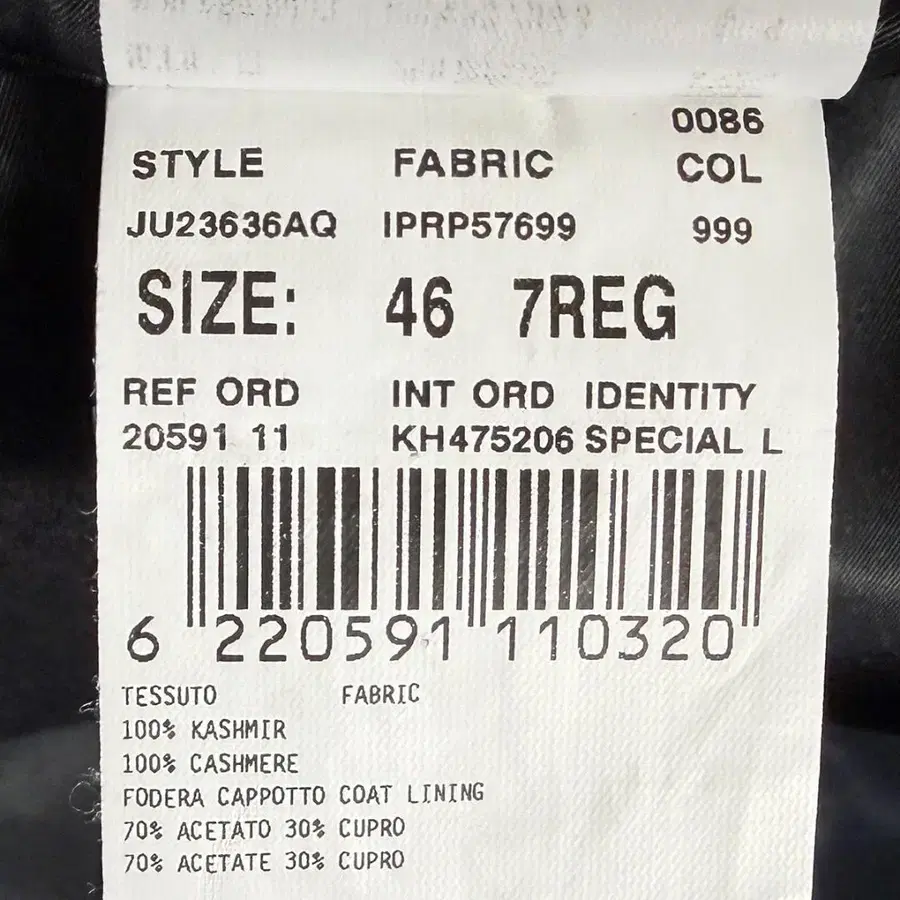 0086
STYLE FABRIC COL
JU23636AQ IPRP57699 999
SIZE: 46 7REG
REF ORD INT ORD IDENTITY
20591 11 KH475206 SPECIAL L
6 220591 110320
TESSUTO FABRIC
100% KASHMIR
100% CASHMERE
FODERA CAPPOTTO COAT LINING
70% ACETATO 30% CUPRO
70% ACETATE 30% CUPRO